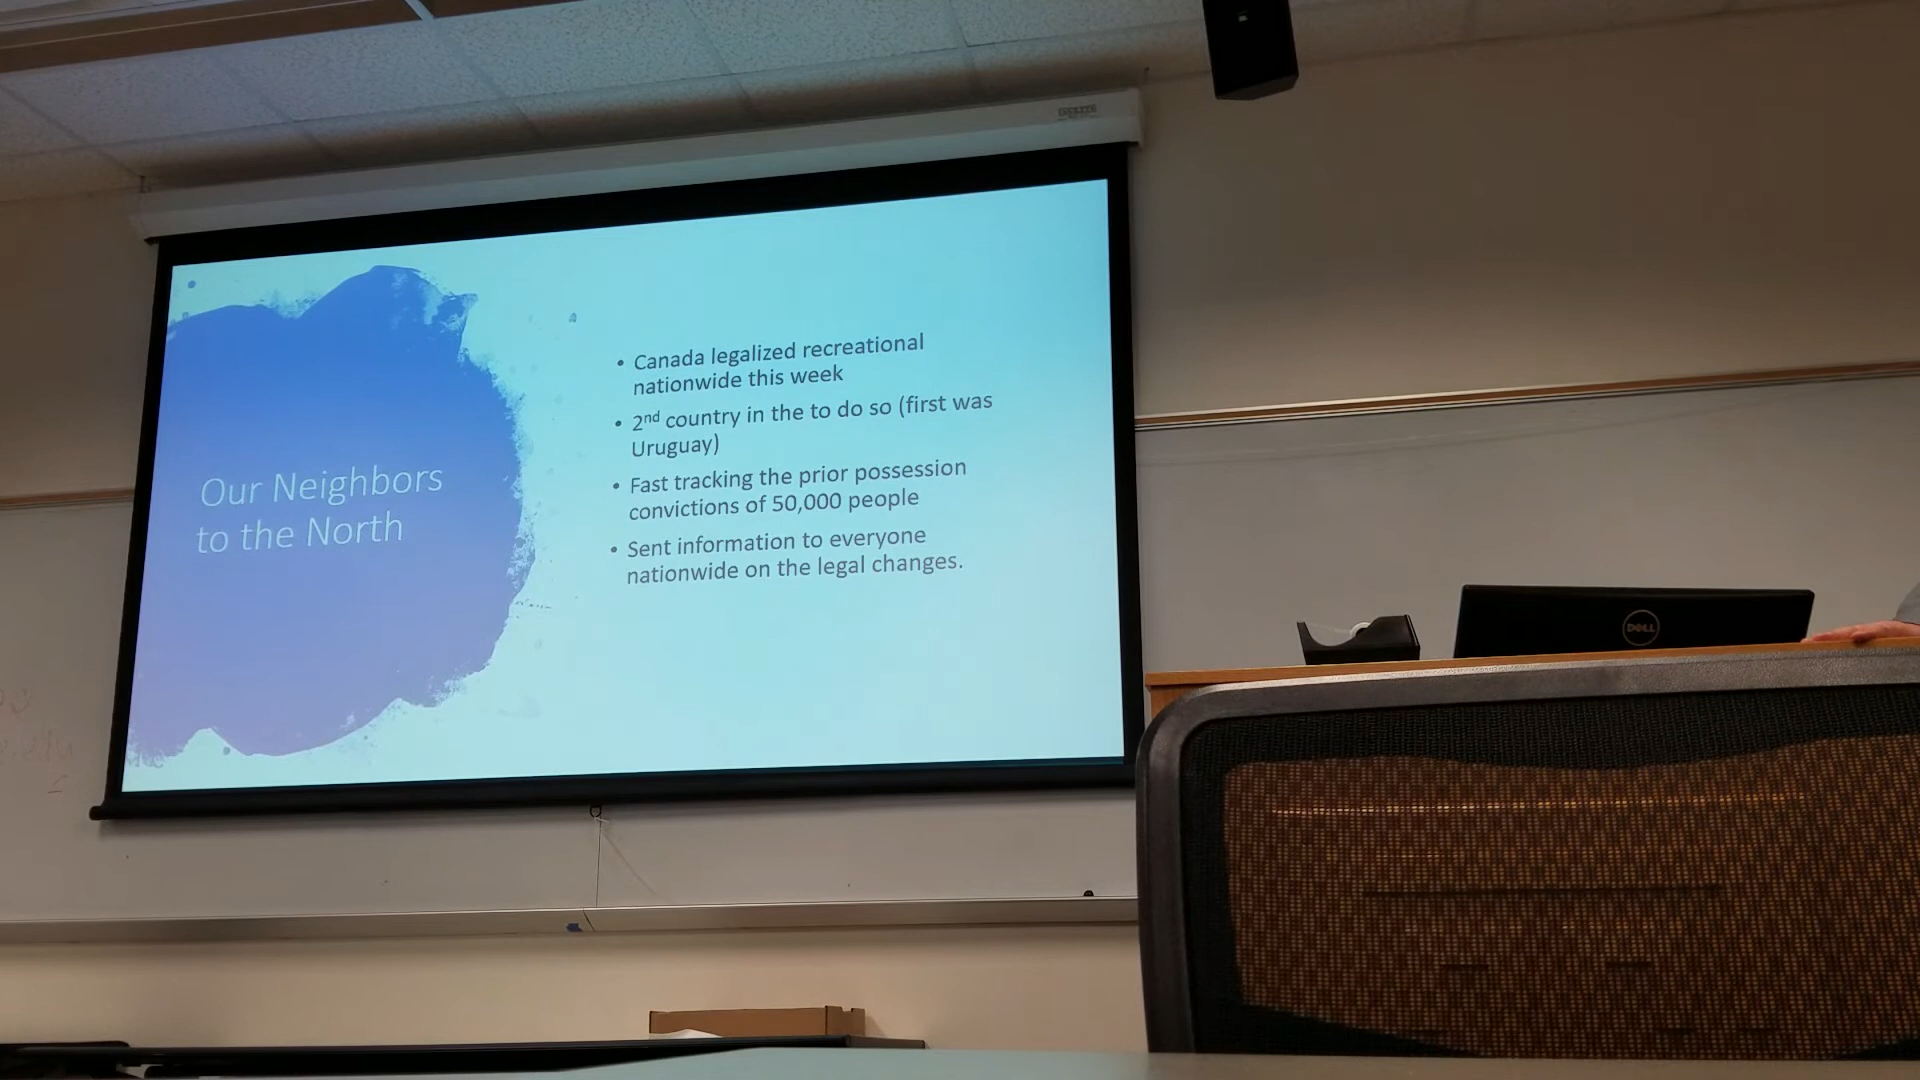 Our Neighbors
to the North
• Canada legalized recreational
nationwide this week
• 2nd country in the to do so (first was
Uruguay)
• Fast tracking the prior possession
convictions of 50,000 people
• Sent information to everyone
nationwide on the legal changes.
DELL